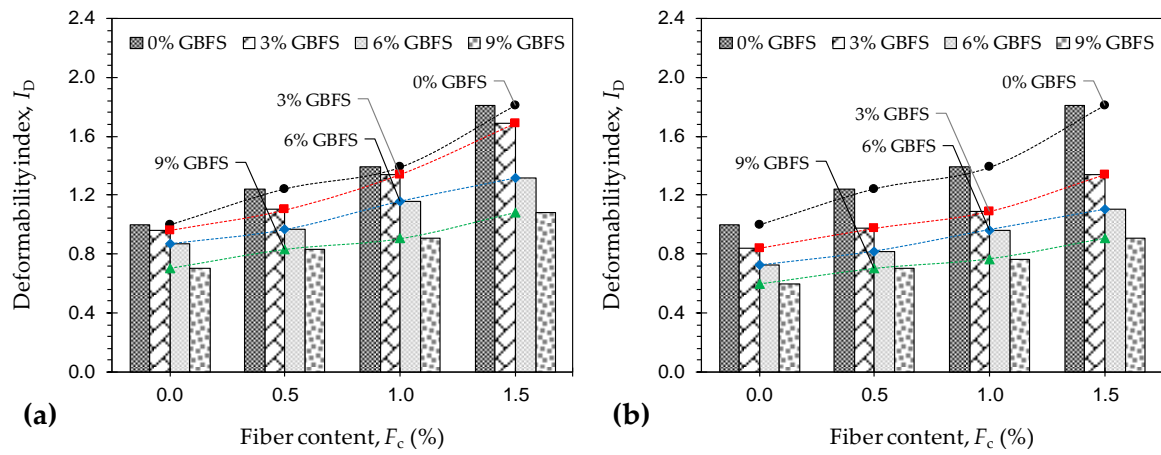 2.4
2.0
1.6
1.2
0.8
0.4
0.0
Deformability index, I_D
0% GBFS 3% GBFS 6% GBFS 9% GBFS
0% GBFS
3% GBFS
6% GBFS
9% GBFS
0.0 0.5 1.0 1.5
Fiber content, F_c (%)
(a)
2.4
2.0
1.6
1.2
0.8
0.4
0.0
Deformability index, I_D
0% GBFS 3% GBFS 6% GBFS 9% GBFS
0% GBFS
3% GBFS
6% GBFS
9% GBFS
0.0 0.5 1.0 1.5
Fiber content, F_c (%)
(b)